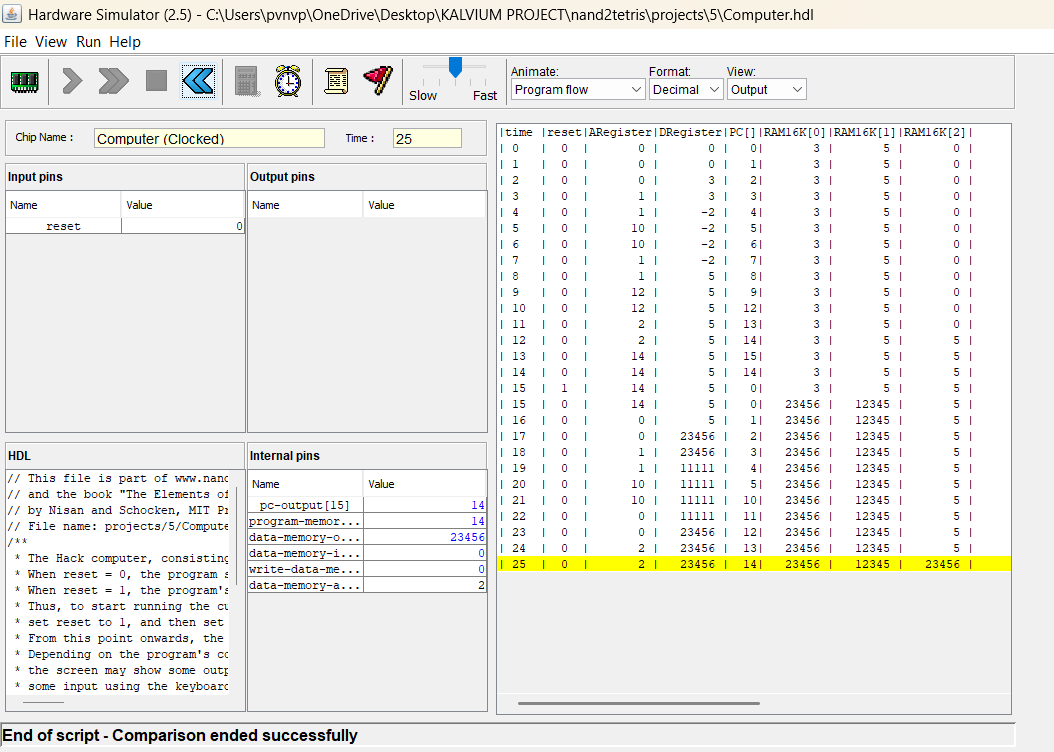 Hardware Simulator (2.5) - C:\Users\pvnvp\OneDrive\Desktop\KALVIUM PROJECT\nand2tetris\projects\5\Computer.hdl
File View Run Help
Slow Fast
Animate: Format: View:
Program flow Decimal Output
Chip Name : Computer (Clocked) Time : 25
Input pins
Name Value
reset 0
Output pins
Name Value
HDL
// This file is part of www.nand
// and the book "The Elements of
// by Nisan and Schocken, MIT Pr
// File name: projects/5/Compute
/**
* The Hack computer, consisting
* When reset = 0, the program s
* When reset = 1, the program's
* Thus, to start running the cu
* set reset to 1, and then set
* From this point onwards, the
* Depending on the program's co
* the screen may show some outp
* some input using the keyboard
Internal pins
Name Value
pc-output[15] 14
program-memor... 14
data-memory-o... 23456
data-memory-i... 0
write-data-me... 0
data-memory-a... 2
|time |reset|ARegister|DRegister|PC[]|RAM16K[0]|RAM16K[1]|RAM16K[2]|
| 0 | 0 | 0 | 0 | 0| 3 | 5 | 0 |
| 1 | 0 | 0 | 0 | 1| 3 | 5 | 0 |
| 2 | 0 | 0 | 3 | 2| 3 | 5 | 0 |
| 3 | 0 | 1 | 3 | 3| 3 | 5 | 0 |
| 4 | 0 | 1 | -2 | 4| 3 | 5 | 0 |
| 5 | 0 | 10 | -2 | 5| 3 | 5 | 0 |
| 6 | 0 | 10 | -2 | 6| 3 | 5 | 0 |
| 7 | 0 | 1 | -2 | 7| 3 | 5 | 0 |
| 8 | 0 | 1 | 5 | 8| 3 | 5 | 0 |
| 9 | 0 | 12 | 5 | 9| 3 | 5 | 0 |
| 10 | 0 | 12 | 5 | 12| 3 | 5 | 0 |
| 11 | 0 | 2 | 5 | 13| 3 | 5 | 0 |
| 12 | 0 | 2 | 5 | 14| 3 | 5 | 5 |
| 13 | 0 | 14 | 5 | 15| 3 | 5 | 5 |
| 14 | 0 | 14 | 5 | 14| 3 | 5 | 5 |
| 15 | 1 | 14 | 5 | 0| 3 | 5 | 5 |
| 15 | 0 | 14 | 5 | 0| 23456 | 12345 | 5 |
| 16 | 0 | 0 | 5 | 1| 23456 | 12345 | 5 |
| 17 | 0 | 0 | 23456 | 2| 23456 | 12345 | 5 |
| 18 | 0 | 1 | 23456 | 3| 23456 | 12345 | 5 |
| 19 | 0 | 1 | 11111 | 4| 23456 | 12345 | 5 |
| 20 | 0 | 10 | 11111 | 5| 23456 | 12345 | 5 |
| 21 | 0 | 10 | 11111 | 10| 23456 | 12345 | 5 |
| 22 | 0 | 0 | 11111 | 11| 23456 | 12345 | 5 |
| 23 | 0 | 0 | 23456 | 12| 23456 | 12345 | 5 |
| 24 | 0 | 2 | 23456 | 13| 23456 | 12345 | 5 |
| 25 | 0 | 2 | 23456 | 14| 23456 | 12345 | 23456 |
End of script - Comparison ended successfully